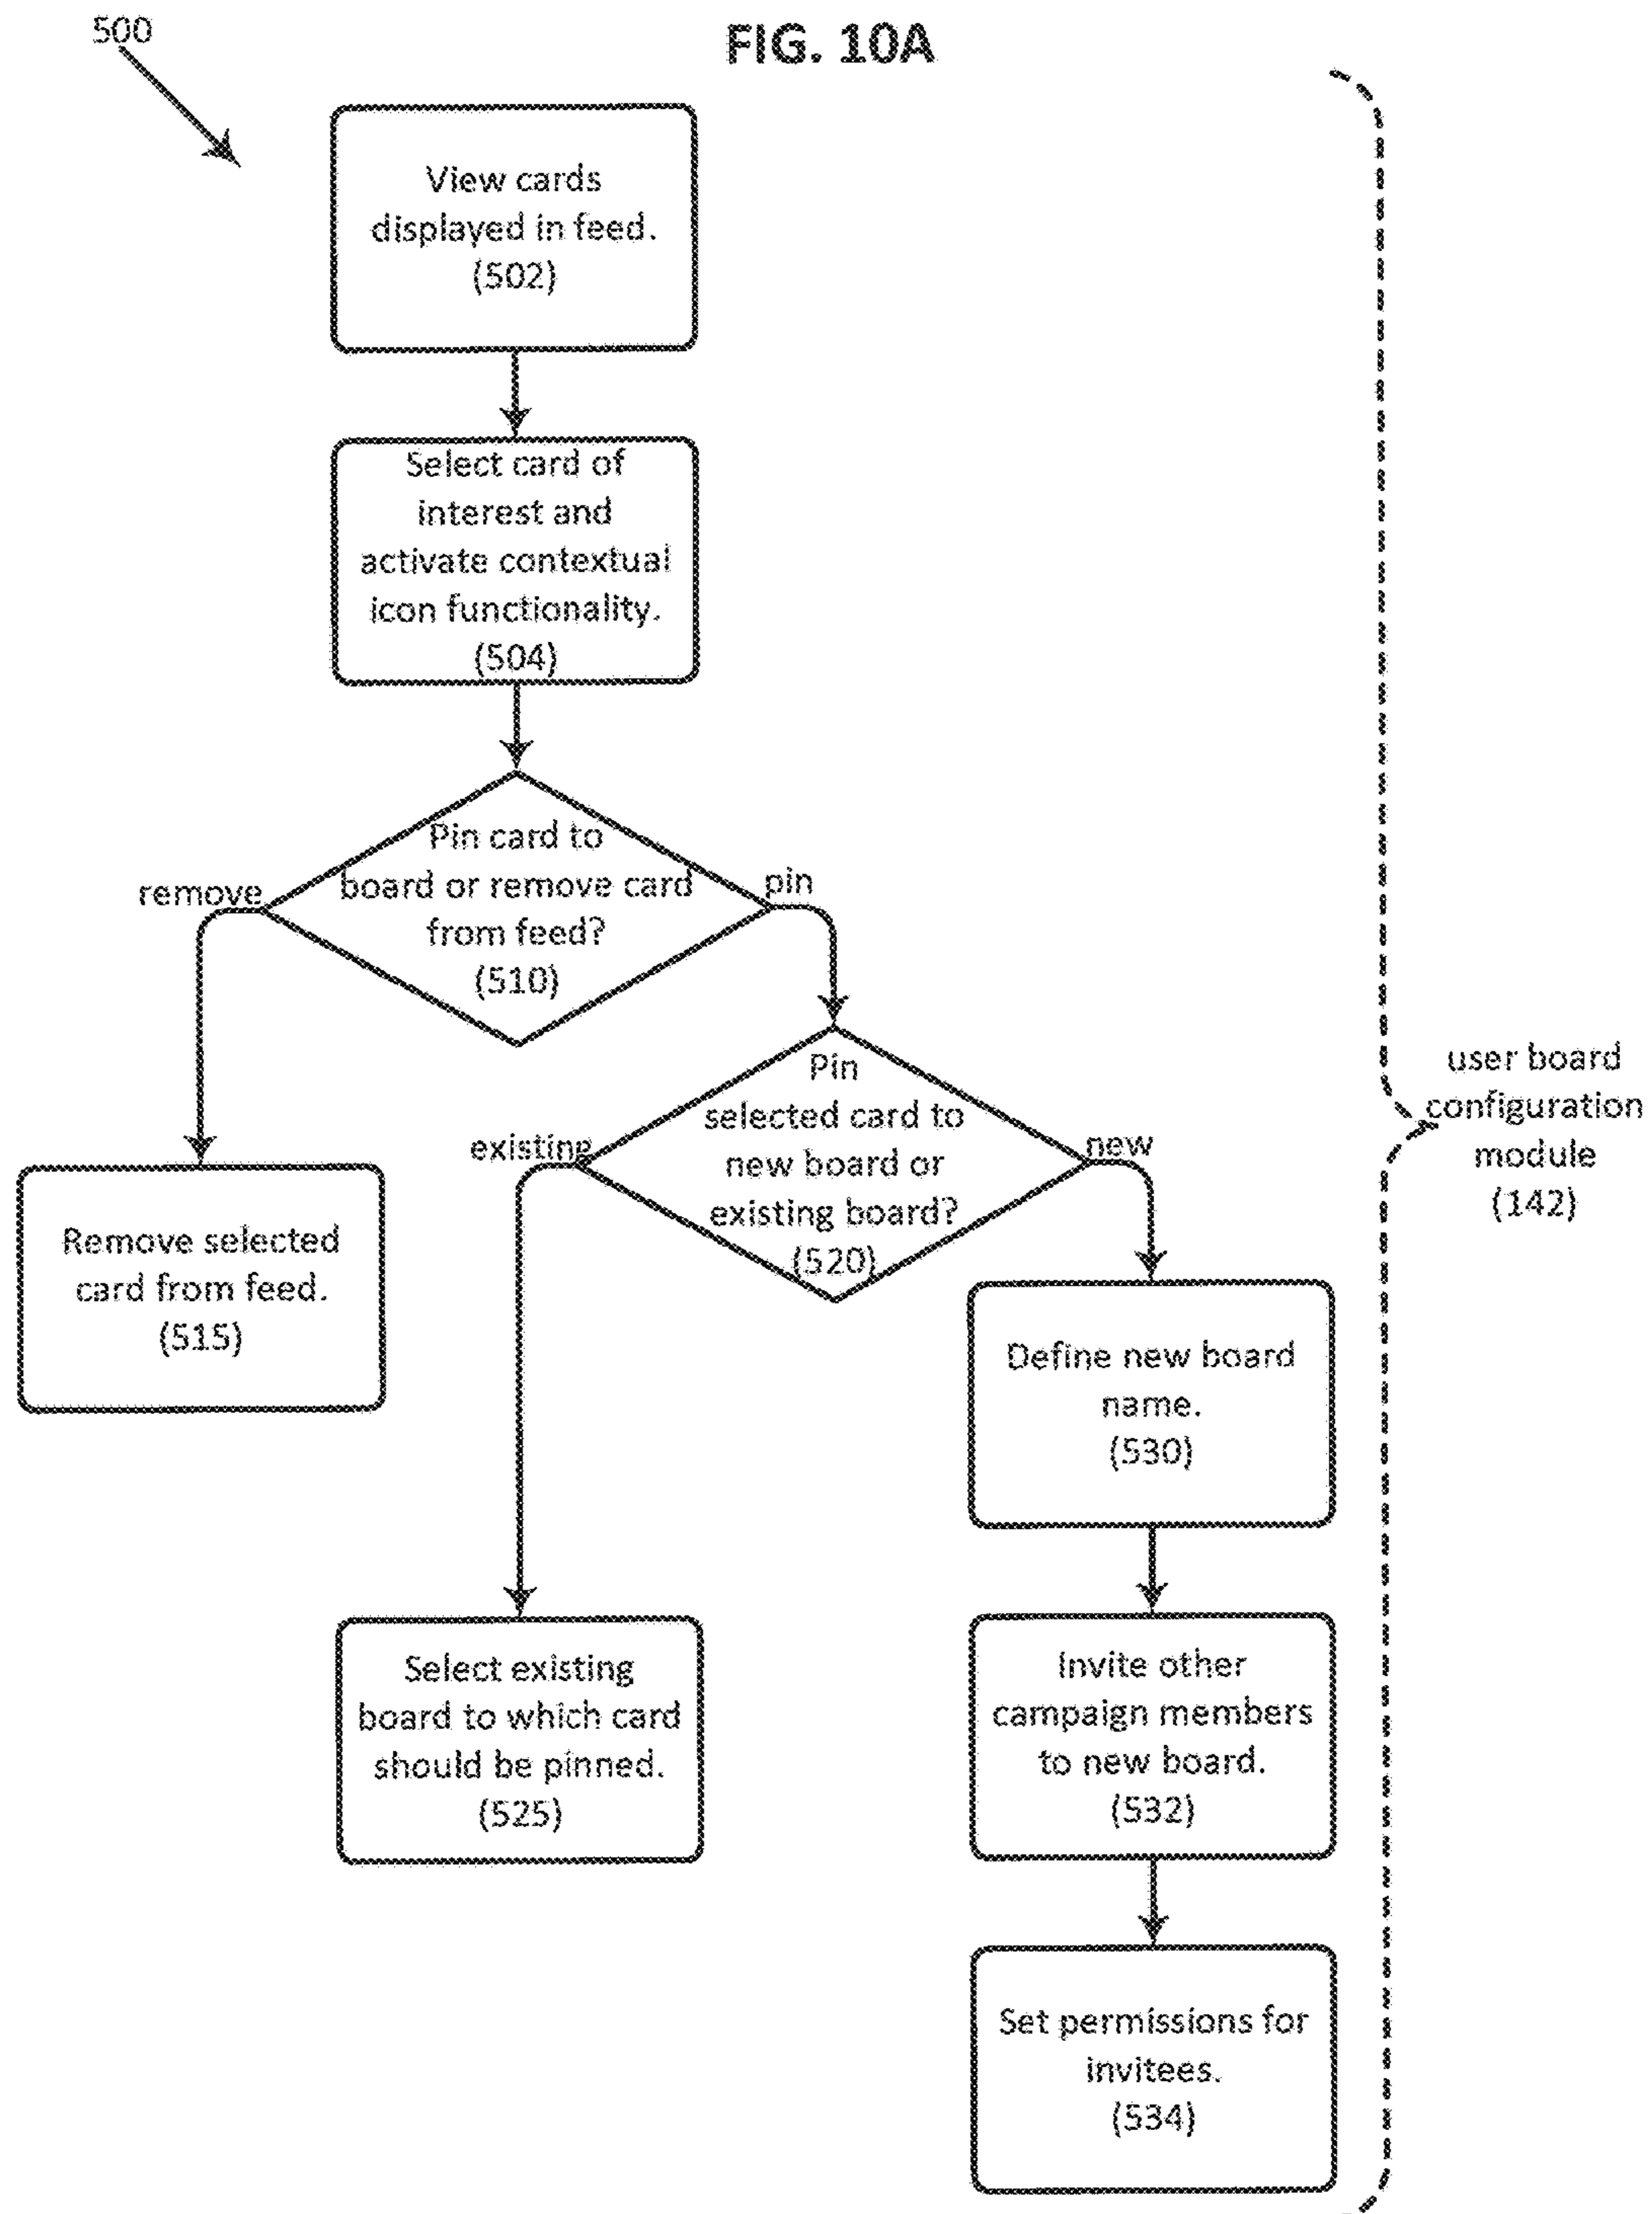 500
FIG. 10A
View cards
displayed in feed.
(502)
Select card of
interest and
activate contextual
icon functionality.
(504)
Pin card to
board or remove card
from feed?
(510)
remove
pin
Pin
selected card to
new board or
existing board?
(520)
existing
new
user board
configuration
module
(142)
Remove selected
card from feed.
(515)
Define new board
name.
(530)
Select existing
board to which card
should be pinned.
(525)
Invite other
campaign members
to new board.
(532)
Set permissions for
invitees.
(534)